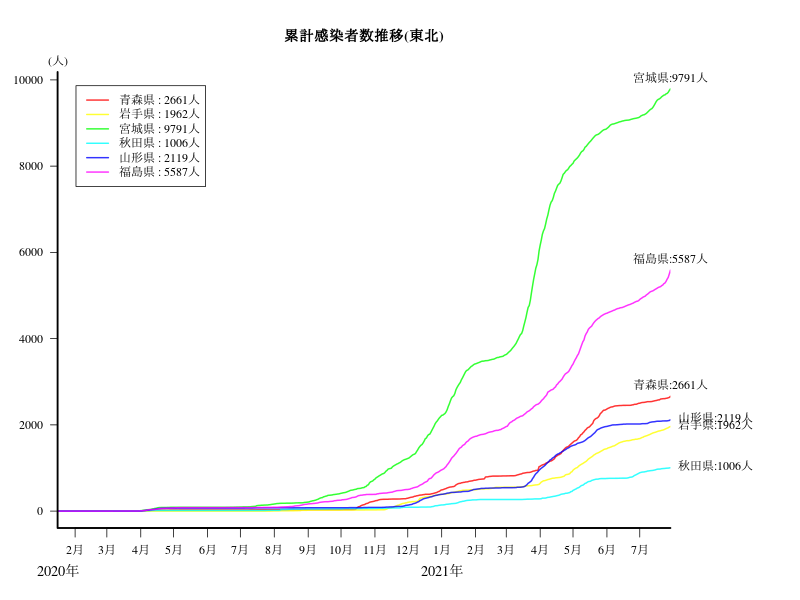 累計感染者数推移(東北)
(人)
宮城県:9791人
10000
青森県 : 2661人
岩手県 : 1962人
宮城県 : 9791人
秋田県 : 1006人
山形県 : 2119人
福島県 : 5587人
8000
6000
福島県:5587人
4000
青森県:2661人
山形県:2119人
2000
岩手県:1962人
秋田県:1006人
0
2月 3月 4月 5月 6月 7月 8月 9月 10月 11月 12月 1月 2月 3月 4月 5月 6月 7月
2020年 2021年